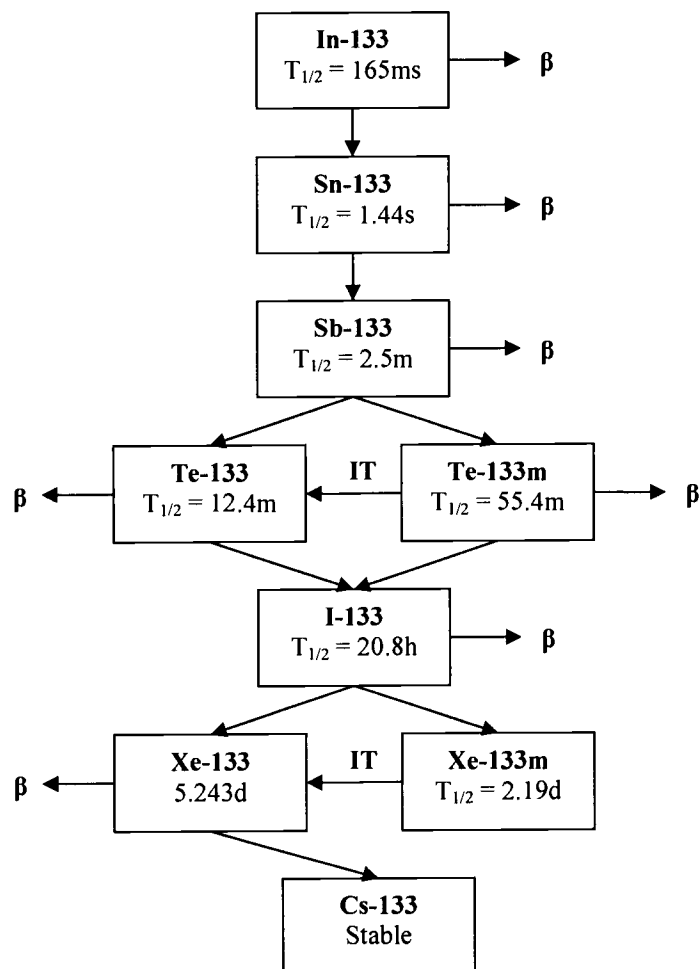 In-133
T1/2 = 165ms
β
Sn-133
T1/2 = 1.44s
β
Sb-133
T1/2 = 2.5m
β
Te-133
T1/2 = 12.4m
β
IT
Te-133m
T1/2 = 55.4m
β
I-133
T1/2 = 20.8h
β
Xe-133
5.243d
β
IT
Xe-133m
T1/2 = 2.19d
Cs-133
Stable